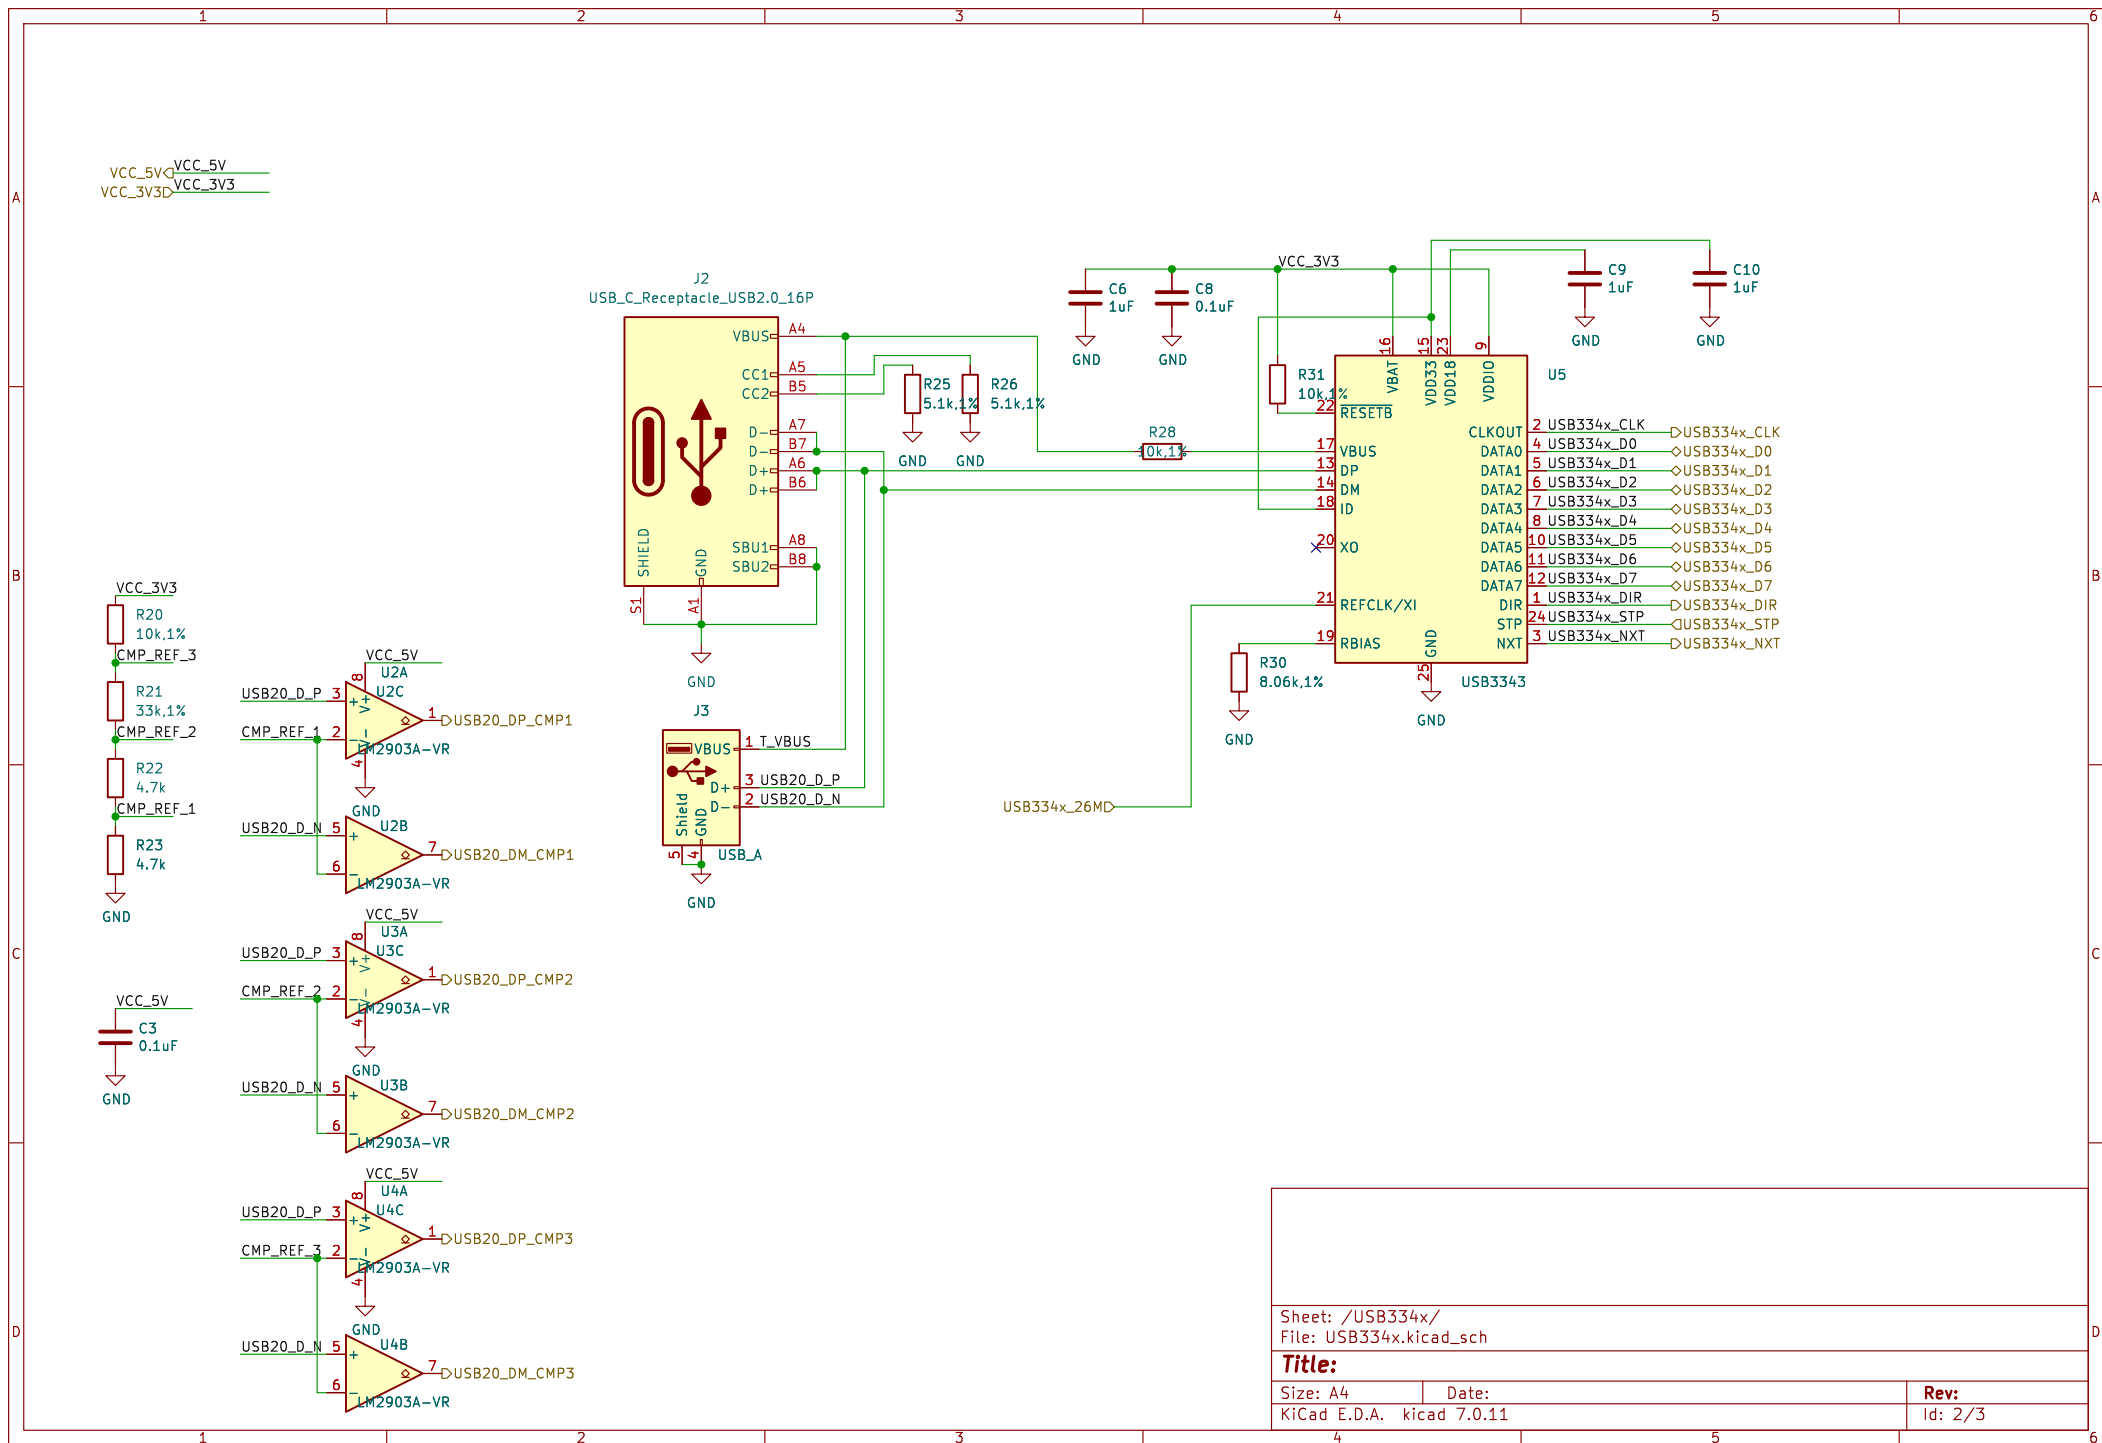 1 2 3 4 5 6
A
B
C
D
VCC_5V VCC_5V
VCC_3V3 VCC_3V3
J2
USB_C_Receptacle_USB2.0_16P
VBUS A4
CC1 A5
CC2 B5
D- A7
D- B7
D+ A6
D+ B6
SBU1 A8
SBU2 B8
SHIELD
GND
S1
A1
GND
R25
5.1k,1%
GND
R26
5.1k,1%
GND
R28
10k,1%
VCC_3V3
C6
1uF
GND
C8
0.1uF
GND
R31
10k,1%
C9
1uF
GND
C10
1uF
GND
U5
16 VBAT
15 VDD33
23 VDD18
9 VDDIO
22 RESETB
17 VBUS
13 DP
14 DM
18 ID
20 XO
21 REFCLK/XI
19 RBIAS
GND
25
GND
USB3343
CLKOUT 2 USB334x_CLK USB334x_CLK
DATA0 4 USB334x_D0 USB334x_D0
DATA1 5 USB334x_D1 USB334x_D1
DATA2 6 USB334x_D2 USB334x_D2
DATA3 7 USB334x_D3 USB334x_D3
DATA4 8 USB334x_D4 USB334x_D4
DATA5 10 USB334x_D5 USB334x_D5
DATA6 11 USB334x_D6 USB334x_D6
DATA7 12 USB334x_D7 USB334x_D7
DIR 1 USB334x_DIR USB334x_DIR
STP 24 USB334x_STP USB334x_STP
NXT 3 USB334x_NXT USB334x_NXT
R30
8.06k,1%
GND
USB334x_26M
J3
VBUS 1 T_VBUS
D+ 3 USB20_D_P
D- 2 USB20_D_N
Shield
GND
5
4
USB_A
GND
VCC_3V3
R20
10k,1%
CMP_REF_3
R21
33k,1%
CMP_REF_2
R22
4.7k
CMP_REF_1
R23
4.7k
GND
VCC_5V
C3
0.1uF
GND
VCC_5V
U2A
U2C
8
V+
USB20_D_P 3 +
1 USB20_DP_CMP1
CMP_REF_1 2 -
V-
4
LM2903A-VR
GND
U2B
USB20_D_N 5 +
7 USB20_DM_CMP1
6 -
LM2903A-VR
VCC_5V
U3A
U3C
8
V+
USB20_D_P 3 +
1 USB20_DP_CMP2
CMP_REF_2 2 -
V-
4
LM2903A-VR
GND
U3B
USB20_D_N 5 +
7 USB20_DM_CMP2
6 -
LM2903A-VR
VCC_5V
U4A
U4C
8
V+
USB20_D_P 3 +
1 USB20_DP_CMP3
CMP_REF_3 2 -
V-
4
LM2903A-VR
GND
U4B
USB20_D_N 5 +
7 USB20_DM_CMP3
6 -
LM2903A-VR
Sheet: /USB334x/
File: USB334x.kicad_sch
Title:
Size: A4 Date: Rev:
KiCad E.D.A. kicad 7.0.11 Id: 2/3
A
B
C
D
1 2 3 4 5 6